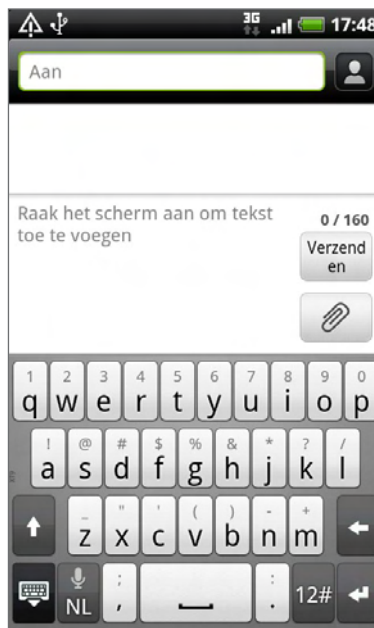 3G 17:48
Aan
Raak het scherm aan om tekst
toe te voegen
0 / 160
Verzend
en
1 2 3 4 5 6 7 8 9 0
q w e r t y u i o p
! @ # $ % & * ? /
a s d f g h j k l
_ " ' ( ) - +
z x c v b n m
NL ; , : . 12#